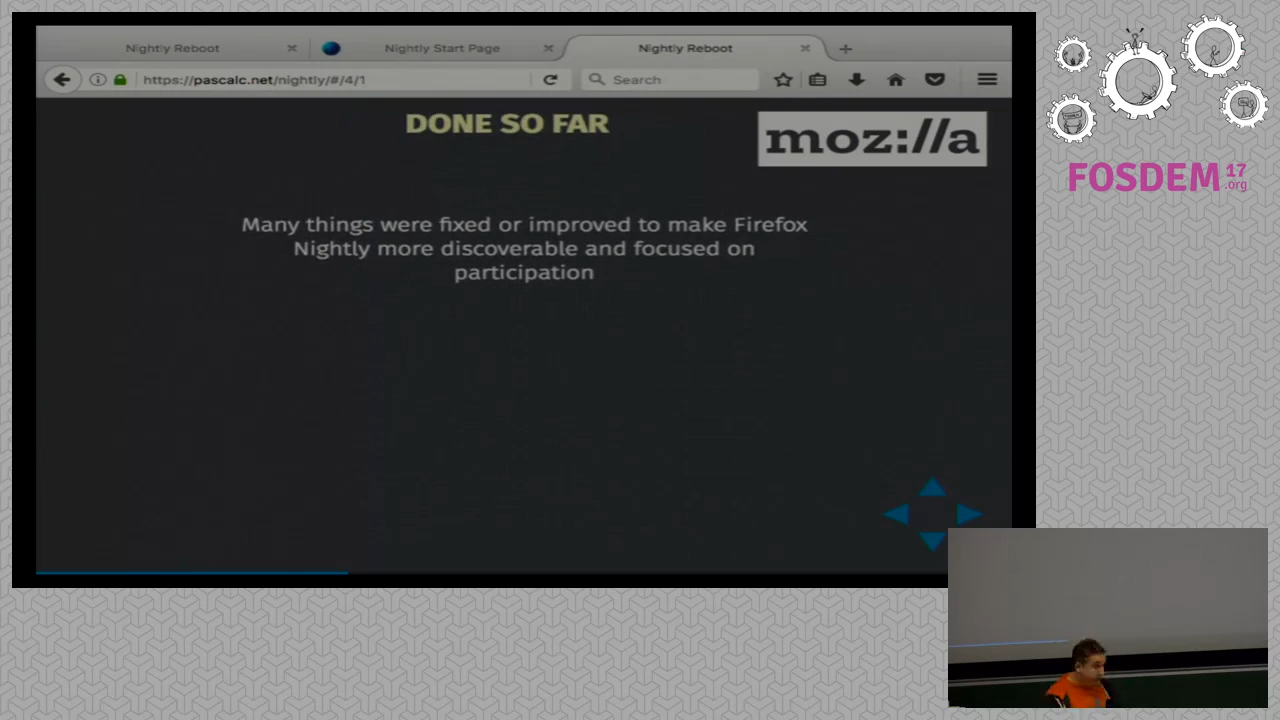 Nightly Reboot
Nightly Start Page
Nightly Reboot
https://pascalc.net/nightly/#/4/1
Search
DONE SO FAR
moz://a
Many things were fixed or improved to make Firefox
Nightly more discoverable and focused on
participation
FOSDEM 17
.org